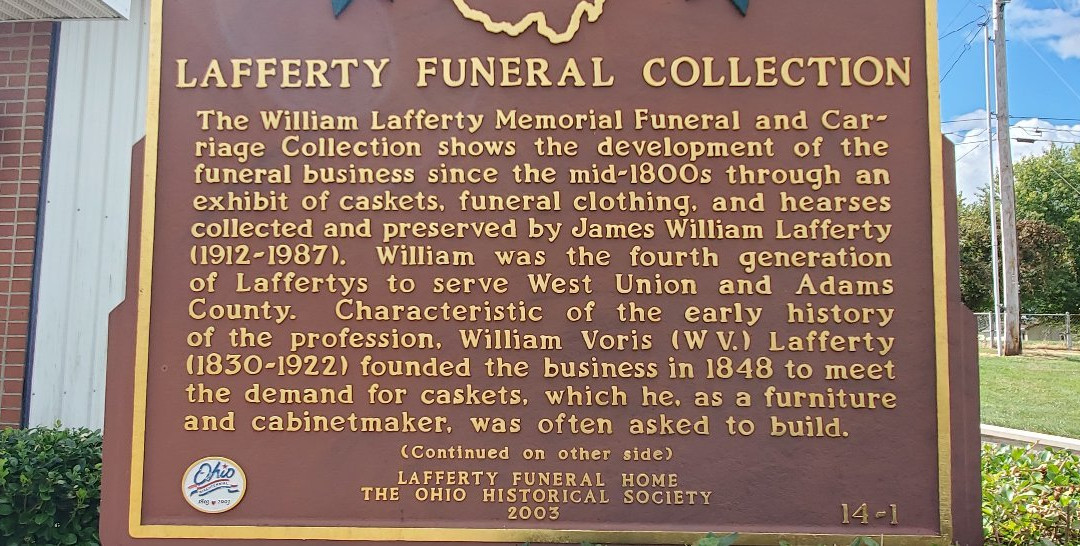 LAFFERTY FUNERAL COLLECTION
The William Lafferty Memorial Funeral and Car-
riage Collection shows the development of the
funeral business since the mid-1800s through an
exhibit of caskets, funeral clothing, and hearses
collected and preserved by James William Lafferty
(1912-1987). William was the fourth generation
of Laffertys to serve West Union and Adams
County. Characteristic of the early history
of the profession, William Voris (W V.) Lafferty
(1830-1922) founded the business in 1848 to meet
the demand for caskets, which he, as a furniture
and cabinetmaker, was often asked to build.
(Continued on other side)
LAFFERTY FUNERAL HOME
THE OHIO HISTORICAL SOCIETY
2003
14-1
Ohio
BICENTENNIAL
1803 2003